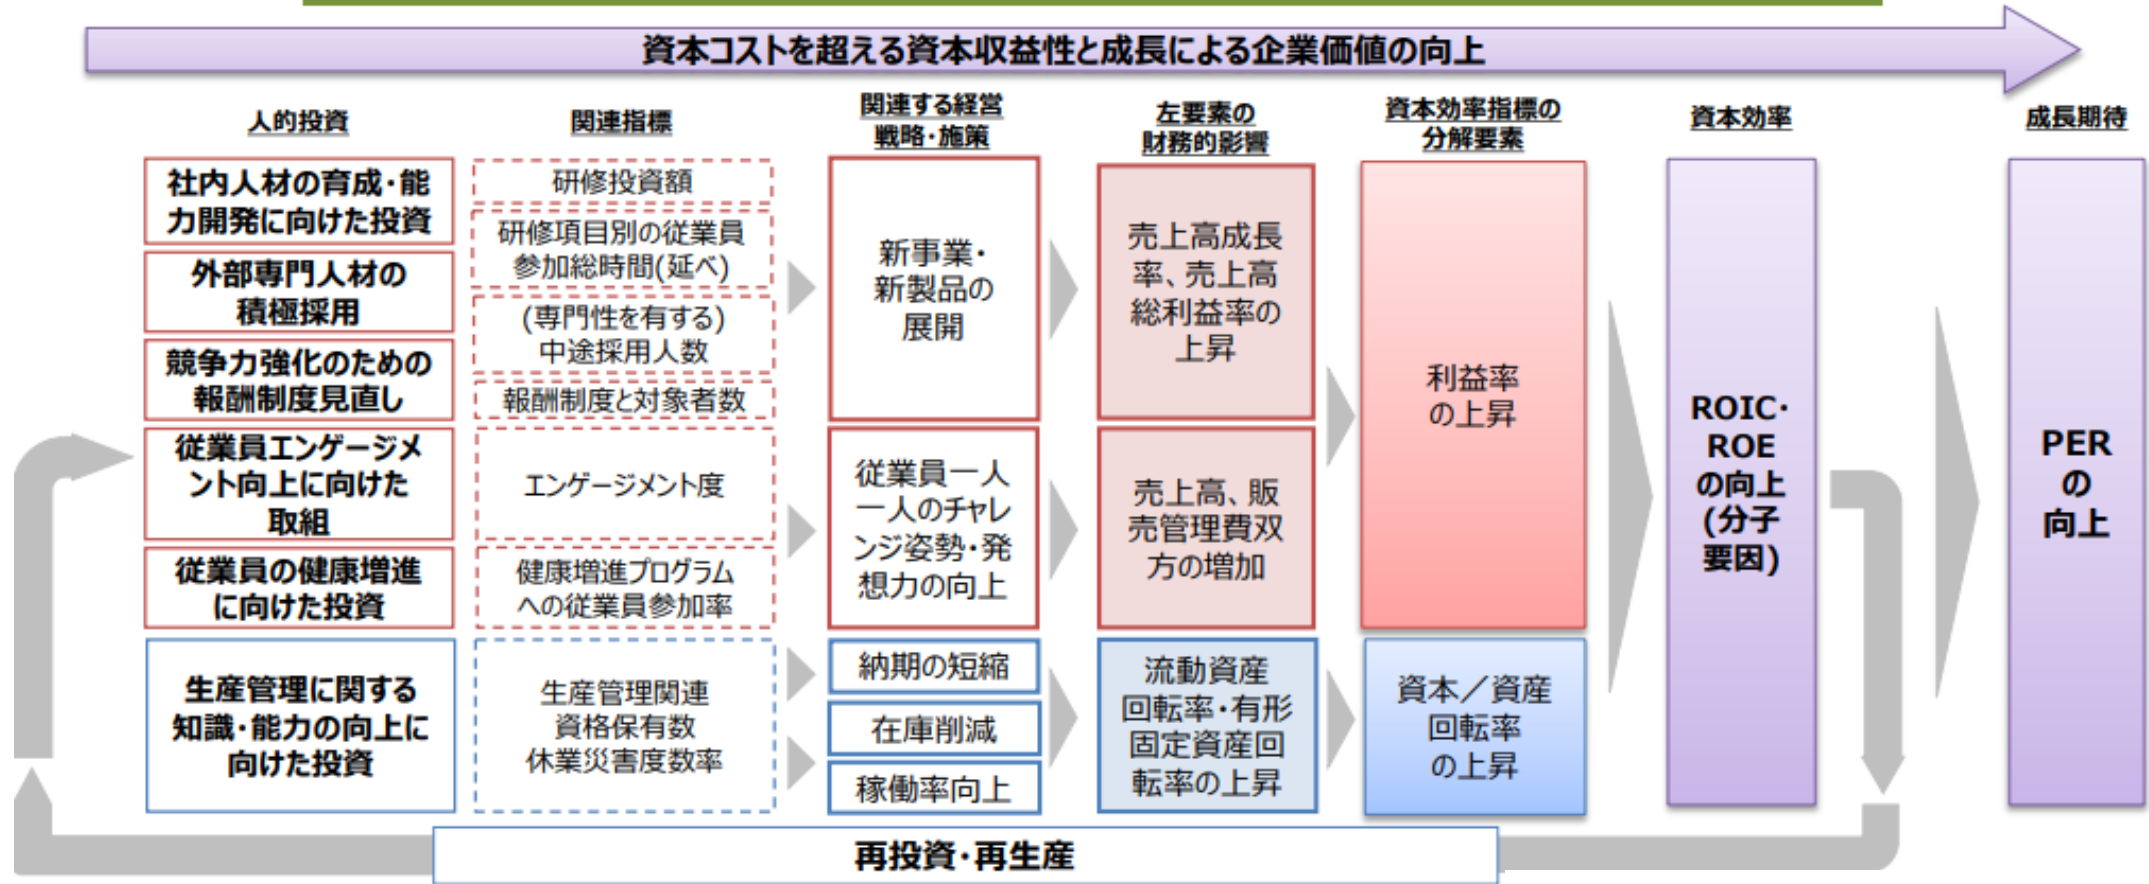 資本コストを超える資本収益性と成長による企業価値の向上
人的投資
関連指標
関連する経営
戦略・施策
左要素の
財務的影響
資本効率指標の
分解要素
資本効率
成長期待
社内人材の育成・能
力開発に向けた投資
外部専門人材の
積極採用
競争力強化のための
報酬制度見直し
従業員エンゲージメ
ント向上に向けた
取組
従業員の健康増進
に向けた投資
生産管理に関する
知識・能力の向上に
向けた投資
研修投資額
研修項目別の従業員
参加総時間(延べ)
(専門性を有する)
中途採用人数
報酬制度と対象者数
エンゲージメント度
健康増進プログラム
への従業員参加率
生産管理関連
資格保有数
休業災害度数率
新事業・
新製品の
展開
従業員一人
一人のチャレ
ンジ姿勢・発
想力の向上
納期の短縮
在庫削減
稼働率向上
売上高成長
率、売上高
総利益率の
上昇
売上高、販
売管理費双
方の増加
流動資産
回転率・有形
固定資産回
転率の上昇
利益率
の上昇
資本／資産
回転率
の上昇
ROIC・
ROE
の向上
(分子
要因)
PER
の
向上
再投資・再生産